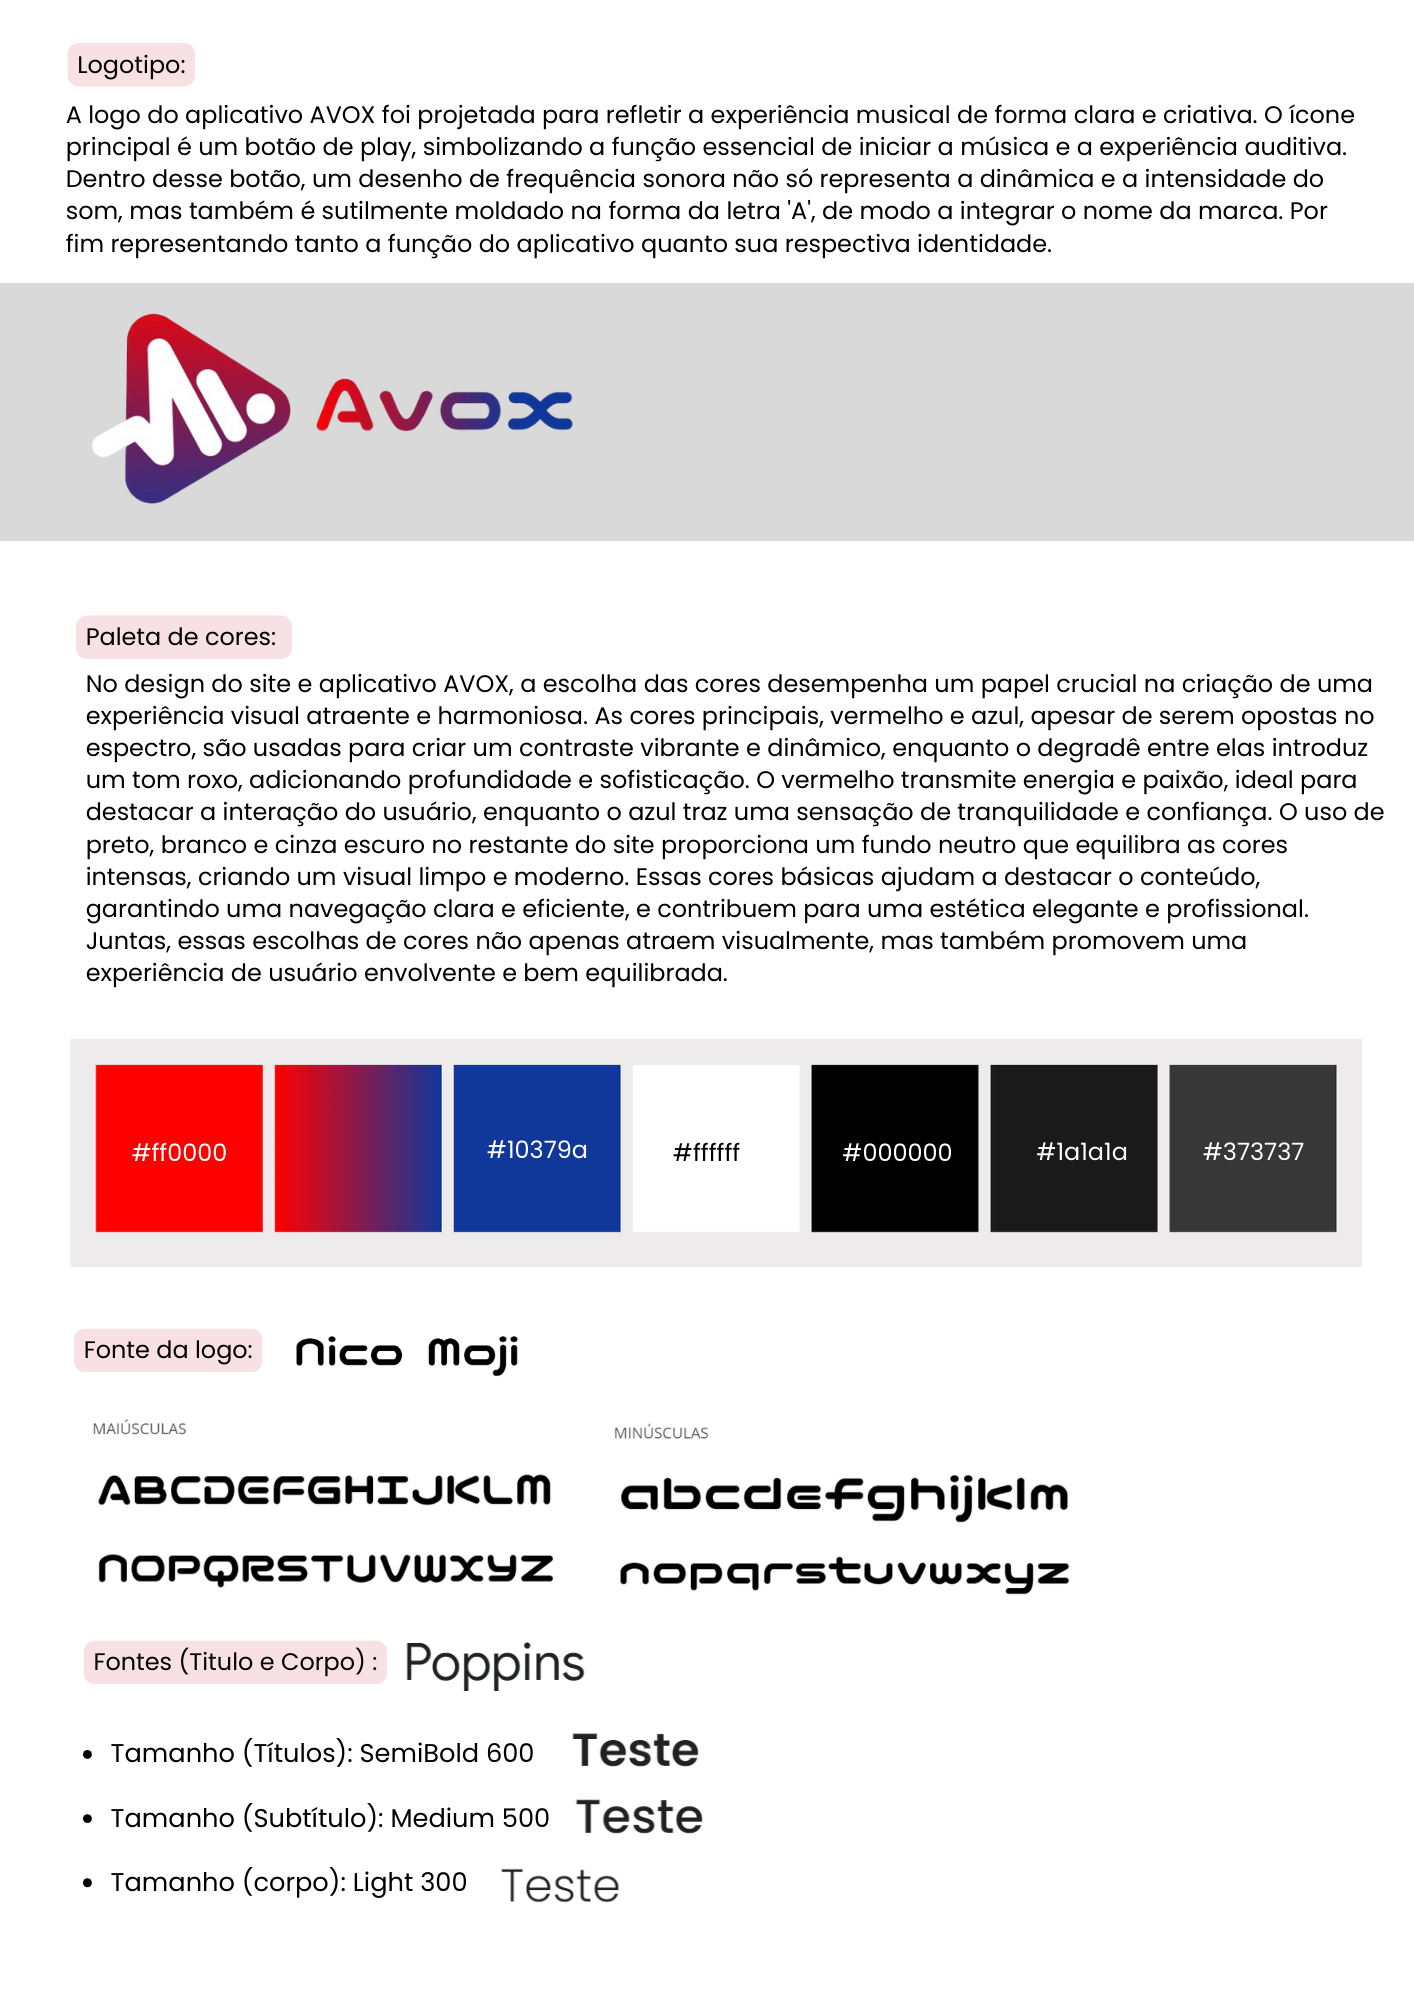 Logotipo:
A logo do aplicativo AVOX foi projetada para refletir a experiência musical de forma clara e criativa. O ícone
principal é um botão de play, simbolizando a função essencial de iniciar a música e a experiência auditiva.
Dentro desse botão, um desenho de frequência sonora não só representa a dinâmica e a intensidade do
som, mas também é sutilmente moldado na forma da letra 'A', de modo a integrar o nome da marca. Por
fim representando tanto a função do aplicativo quanto sua respectiva identidade.
Avox
Paleta de cores:
No design do site e aplicativo AVOX, a escolha das cores desempenha um papel crucial na criação de uma
experiência visual atraente e harmoniosa. As cores principais, vermelho e azul, apesar de serem opostas no
espectro, são usadas para criar um contraste vibrante e dinâmico, enquanto o degradê entre elas introduz
um tom roxo, adicionando profundidade e sofisticação. O vermelho transmite energia e paixão, ideal para
destacar a interação do usuário, enquanto o azul traz uma sensação de tranquilidade e confiança. O uso de
preto, branco e cinza escuro no restante do site proporciona um fundo neutro que equilibra as cores
intensas, criando um visual limpo e moderno. Essas cores básicas ajudam a destacar o conteúdo,
garantindo uma navegação clara e eficiente, e contribuem para uma estética elegante e profissional.
Juntas, essas escolhas de cores não apenas atraem visualmente, mas também promovem uma
experiência de usuário envolvente e bem equilibrada.
#ff0000 #10379a #ffffff #000000 #1a1a1a #373737
Fonte da logo: Nico Moji
MAIÚSCULAS
ABCDEFGHIJKLM
NOPQRSTUVWXYZ
MINÚSCULAS
abcdefghijklm
nopqrstuvwxyz
Fontes (Titulo e Corpo) : Poppins
• Tamanho (Títulos): SemiBold 600 Teste
• Tamanho (Subtítulo): Medium 500 Teste
• Tamanho (corpo): Light 300 Teste